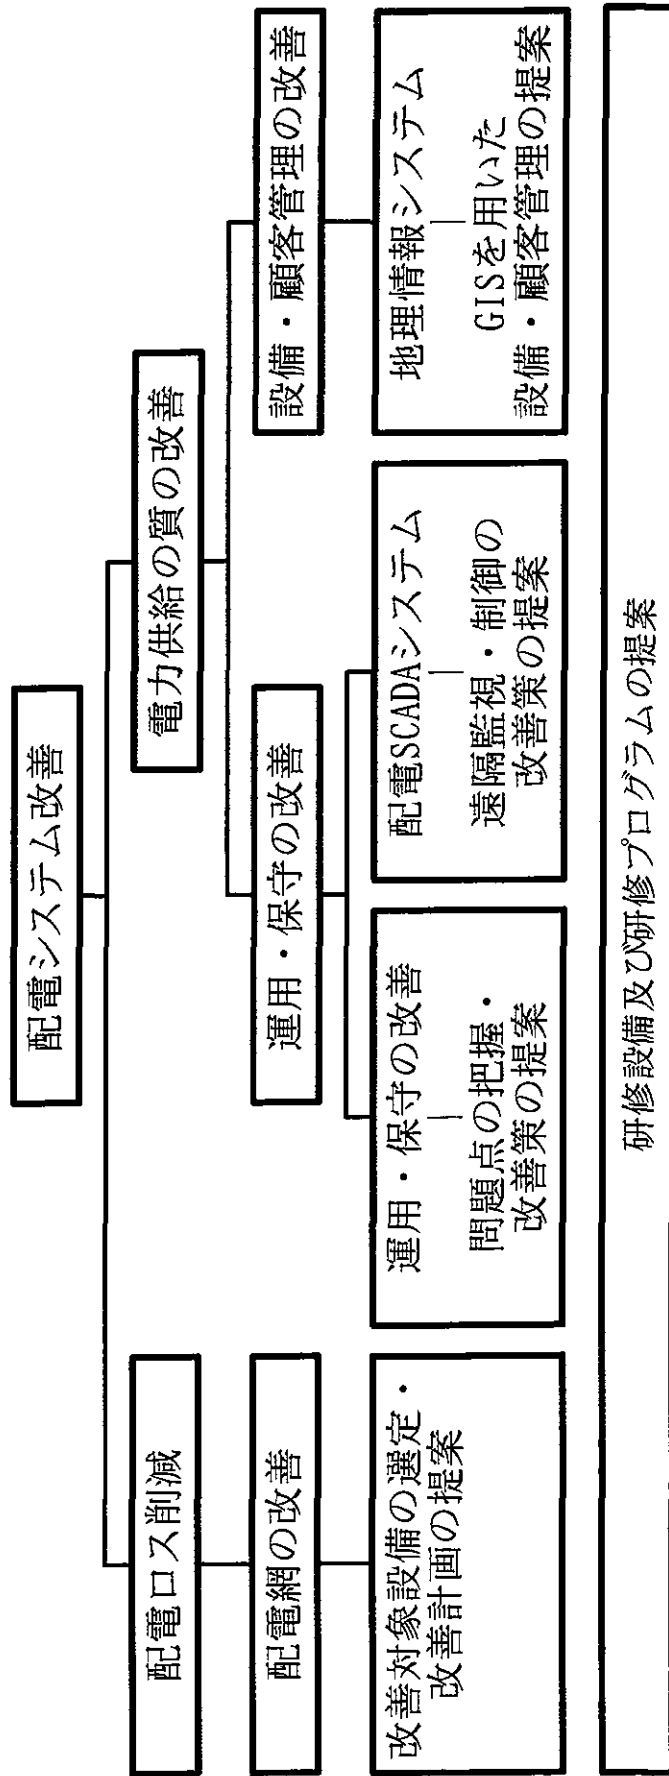 配電システム改善
配電ロス削減
電力供給の質の改善
配電網の改善
運用・保守の改善
設備・顧客管理の改善
改善対象設備の選定・
改善計画の提案
運用・保守の改善
問題点の把握・
改善策の提案
配電SCADAシステム
遠隔監視・制御の
改善策の提案
地理情報システム
GISを用いた
設備・顧客管理の提案
研修設備及び研修プログラムの提案